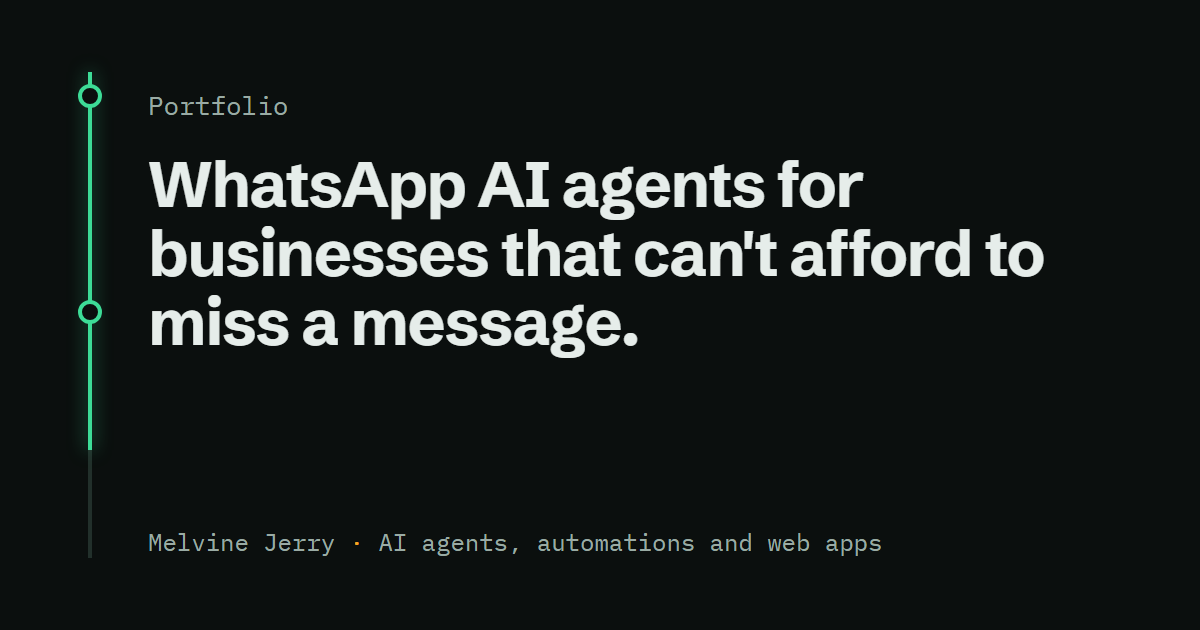 Portfolio
WhatsApp AI agents for
businesses that can't afford to
miss a message.
Melvine Jerry · AI agents, automations and web apps